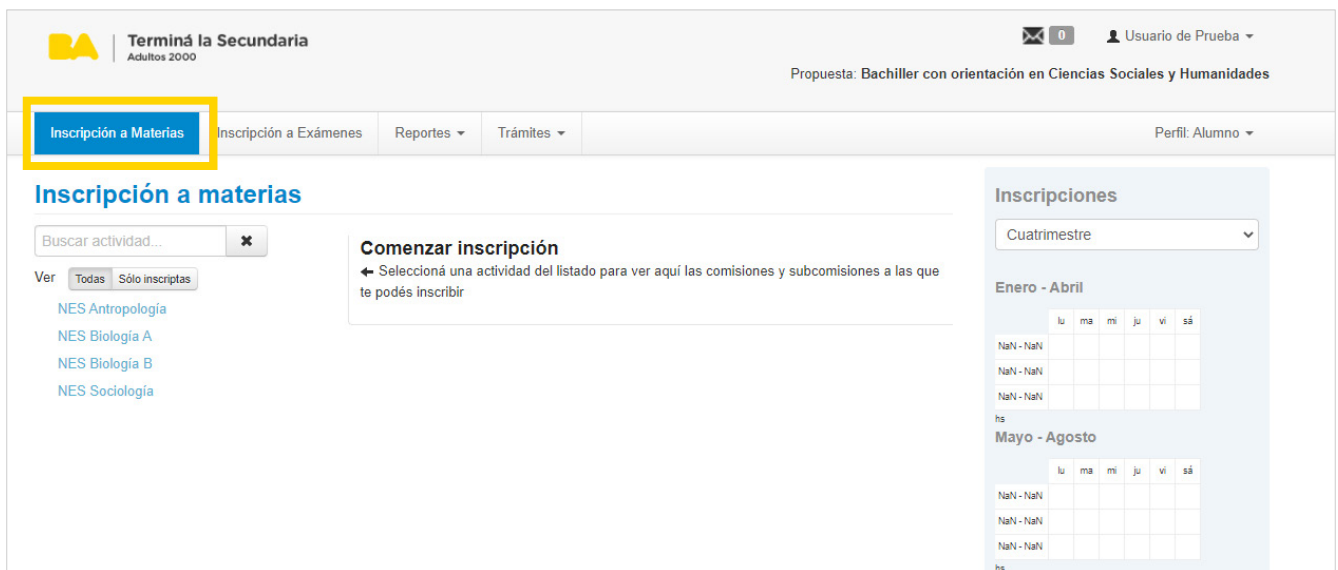 BA
Terminá la Secundaria
Adultos 2000
0
Usuario de Prueba
Propuesta: Bachiller con orientación en Ciencias Sociales y Humanidades
Inscripción a Materias
Inscripción a Exámenes
Reportes
Trámites
Perfil: Alumno
Inscripción a materias
Buscar actividad...
Ver Todas Sólo inscriptas
NES Antropología
NES Biología A
NES Biología B
NES Sociología
Comenzar inscripción
Seleccioná una actividad del listado para ver aquí las comisiones y subcomisiones a las que
te podés inscribir
Inscripciones
Cuatrimestre
Enero - Abril
lu ma mi ju vi sá
NaN - NaN
NaN - NaN
NaN - NaN
hs
Mayo - Agosto
lu ma mi ju vi sá
NaN - NaN
NaN - NaN
NaN - NaN
hs